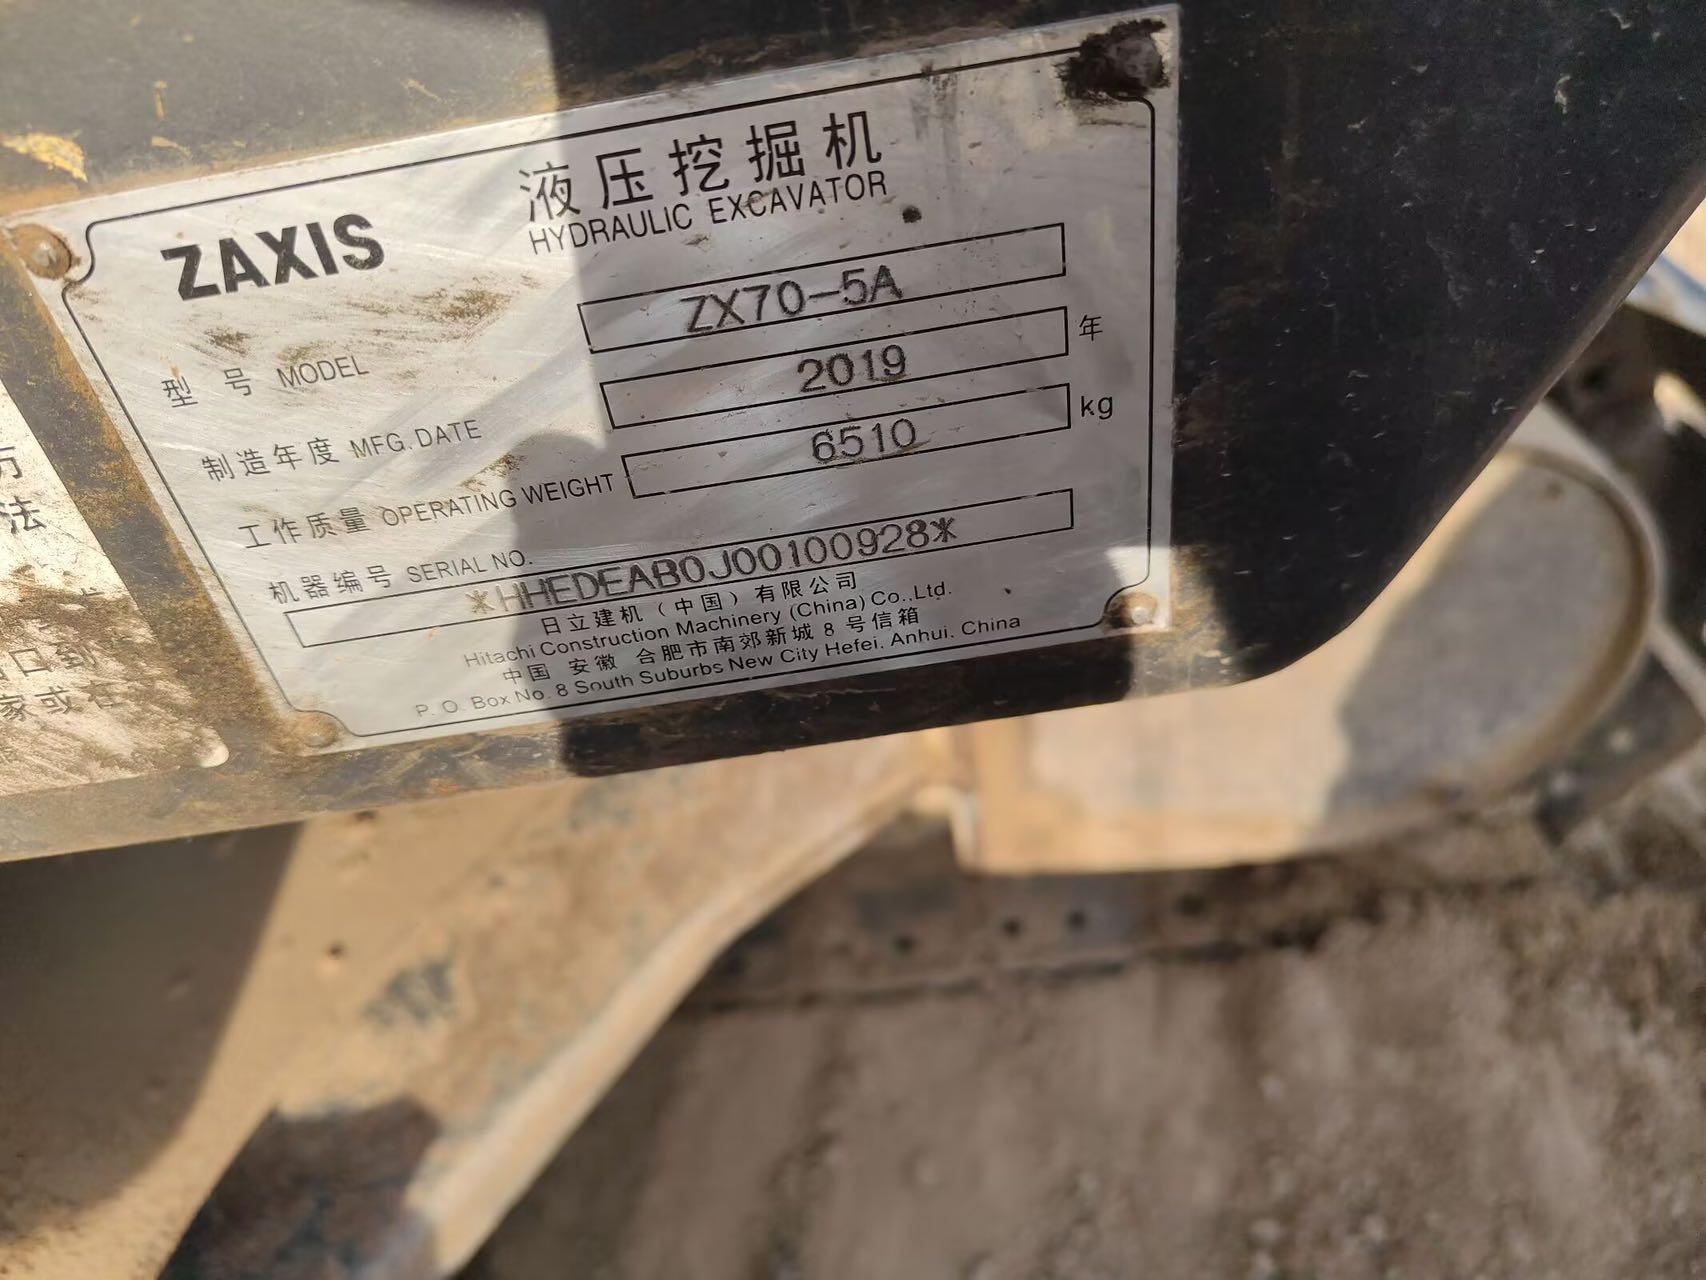 液压挖掘机
ZAXIS HYDRAULIC EXCAVATOR
型号 MODEL ZX70-5A
制造年度 MFG. DATE 2019 年
工作质量 OPERATING WEIGHT 6510 kg
机器编号 SERIAL NO.
*HHEDEAB0J00100928*
日立建机（中国）有限公司
Hitachi Construction Machinery (China) Co.,Ltd.
中国 安徽 合肥市南郊新城 8 号信箱
P. O. Box No. 8 South Suburbs New City Hefei. Anhui. China
法
口到
家或在